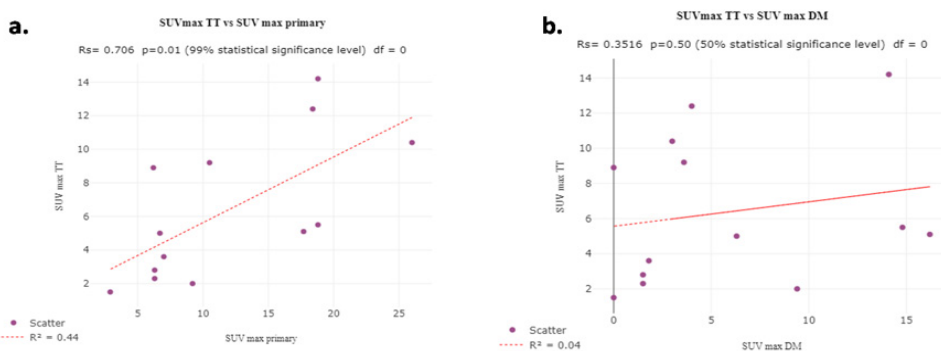 a.
SUVmax TT vs SUV max primary
Rs= 0.706 p=0.01 (99% statistical significance level) df = 0
14
12
10
8
6
4
2
SUV max TT
5
10
15
20
25
SUV max primary
Scatter
R² = 0.44
b.
SUVmax TT vs SUV max DM
Rs= 0.3516 p=0.50 (50% statistical significance level) df = 0
14
12
10
8
6
4
2
SUV max TT
0
5
10
15
SUV max DM
Scatter
R² = 0.04